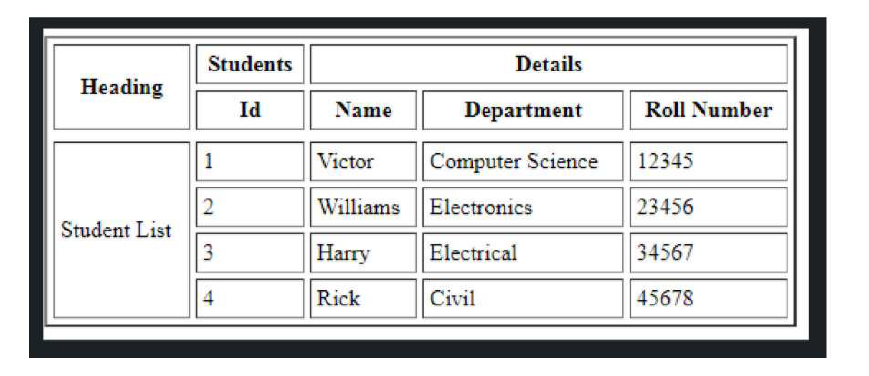 Heading Students Details
Id Name Department Roll Number
Student List 1 Victor Computer Science 12345
2 Williams Electronics 23456
3 Harry Electrical 34567
4 Rick Civil 45678